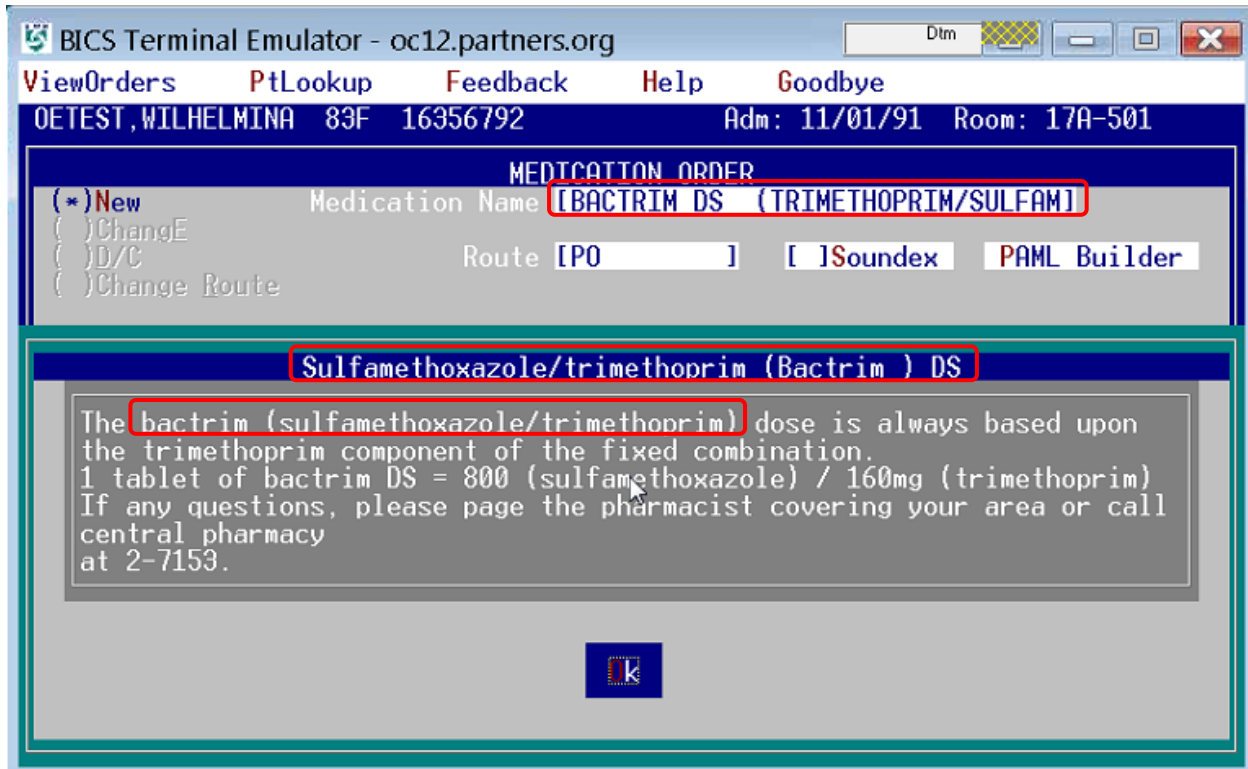 BICS Terminal Emulator - oc12.partners.org Dtm
ViewOrders PtLookup Feedback Help Goodbye
OETEST,WILHELMINA 83F 16356792 Adm: 11/01/91 Room: 17A-501
MEDICATION ORDER
(*)New Medication Name [BACTRIM DS (TRIMETHOPRIM/SULFAM]
( )ChangE
( )D/C Route [PO ] [ ]Soundex PAML Builder
( )Change Route
Sulfamethoxazole/trimethoprim (Bactrim ) DS
The bactrim (sulfamethoxazole/trimethoprim) dose is always based upon
the trimethoprim component of the fixed combination.
1 tablet of bactrim DS = 800 (sulfamethoxazole) / 160mg (trimethoprim)
If any questions, please page the pharmacist covering your area or call
central pharmacy
at 2-7153.
Ok